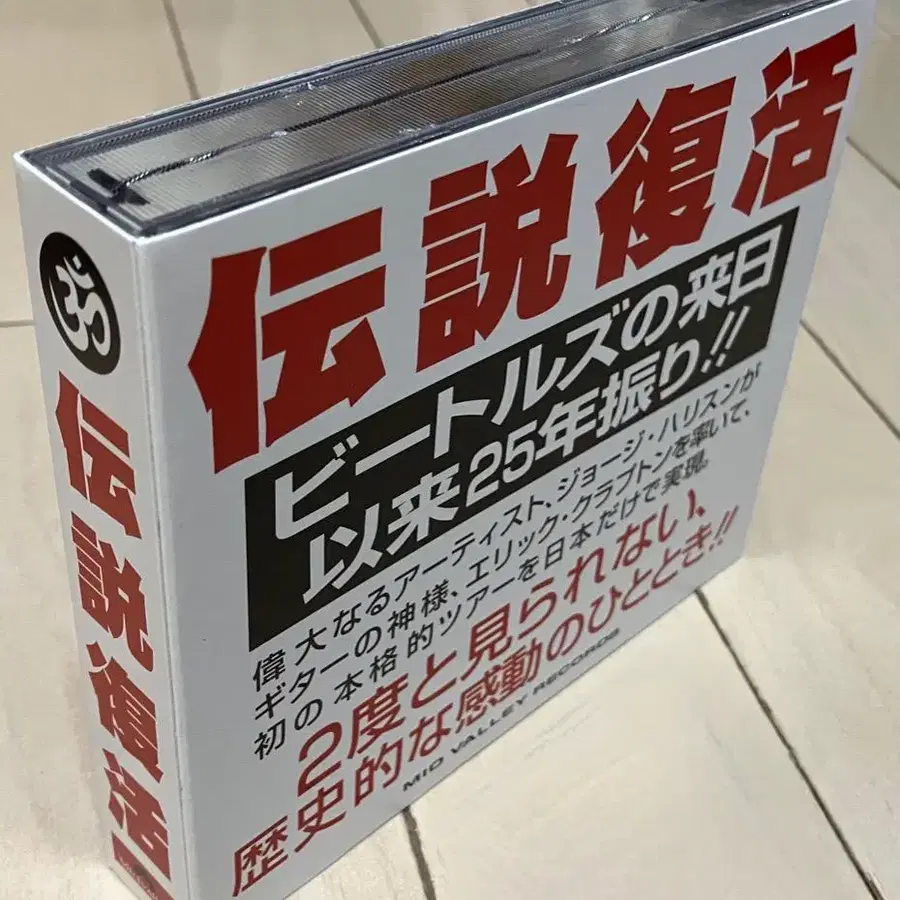 伝説復活
ビートルズの来日
以来25年振り!!
偉大なるアーティスト、ジョージ・ハリスンが
ギターの神様、エリック・クラプトンを率いて、
初の本格的ツアーを日本だけで実現。
2度と見られない、
歴史的な感動のひととき!!
MID VALLEY RECORDS
ॐ
伝説復活